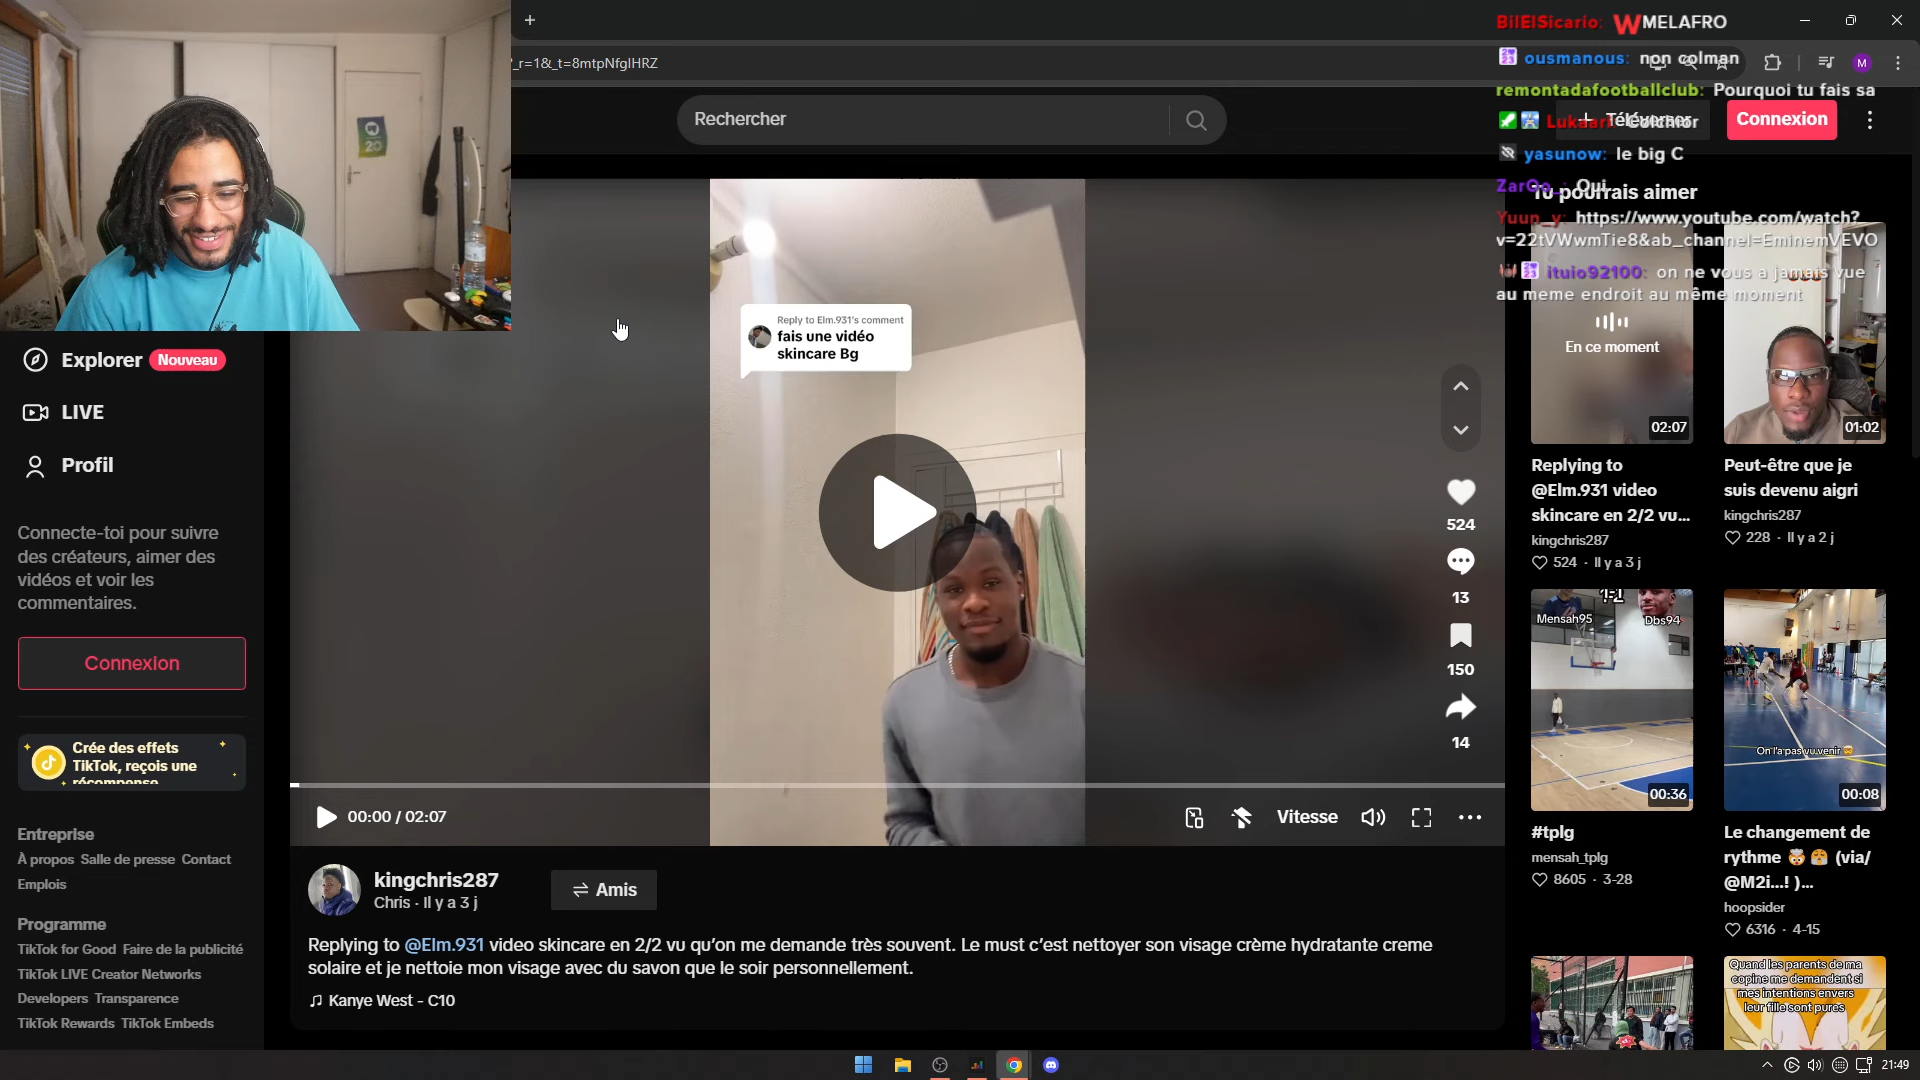 _r=1&_t=8mtpNfgIHRZ
BilElSicario: WMELAFRO
ousmanous: non colman
remontadafootballclub: Pourquoi tu fais sa
Lukaari: Colchior
yasunow: le big C
ZarOo_: Oui
Yuun_y: https://www.youtube.com/watch?
v=22tVWwmTie8&ab_channel=EminemVEVO
ituio92100: on ne vous a jamais vue
au meme endroit au même moment
M
Rechercher
+ Téléverser
Connexion
Tu pourrais aimer
Explorer Nouveau
LIVE
Profil
Connecte-toi pour suivre
des créateurs, aimer des
vidéos et voir les
commentaires.
Connexion
Crée des effets
TikTok, reçois une
récompense
Entreprise
À propos Salle de presse Contact
Emplois
Programme
TikTok for Good Faire de la publicité
TikTok LIVE Creator Networks
Developers Transparence
TikTok Rewards TikTok Embeds
20
Reply to Elm.931's comment
fais une vidéo
skincare Bg
524
13
150
14
00:00 / 02:07
Vitesse
kingchris287
Chris · Il y a 3 j
Amis
Replying to @Elm.931 video skincare en 2/2 vu qu'on me demande très souvent. Le must c'est nettoyer son visage crème hydratante creme
solaire et je nettoie mon visage avec du savon que le soir personnellement.
♫ Kanye West - C10
En ce moment
02:07
Replying to
@Elm.931 video
skincare en 2/2 vu...
kingchris287
524 · Il y a 3 j
01:02
Peut-être que je
suis devenu aigri
kingchris287
228 · Il y a 2 j
1-1
Mensah95
Dbs94
00:36
#tplg
mensah_tplg
8605 · 3-28
On l'a pas vu venir 🤯
00:08
Le changement de
rythme 🤯 😤 (via/
@M2i...! )...
hoopsider
6316 · 4-15
Quand les parents de ma
copine me demandent si
mes intentions envers
leur fille sont pures
21:49